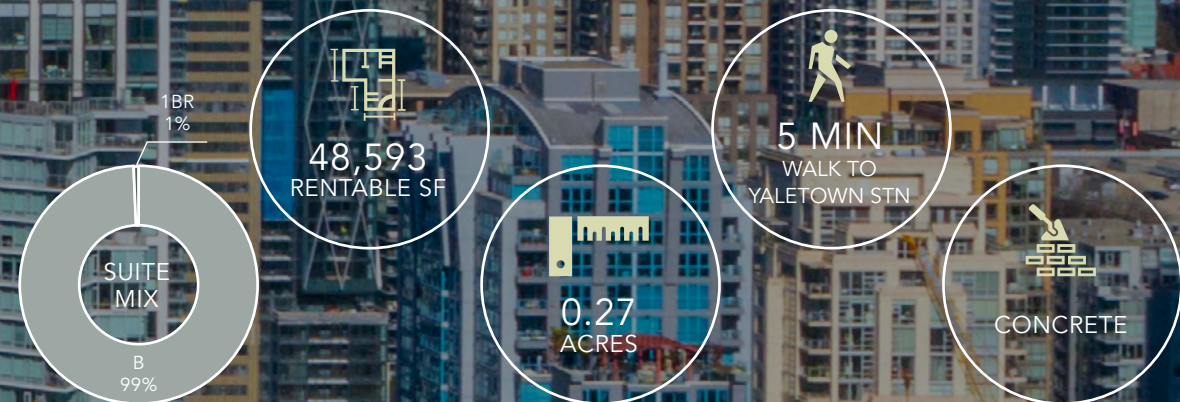 1BR
1%
SUITE
MIX
B
99%
48,593
RENTABLE SF
0.27
ACRES
5 MIN
WALK TO
YALETOWN STN
CONCRETE